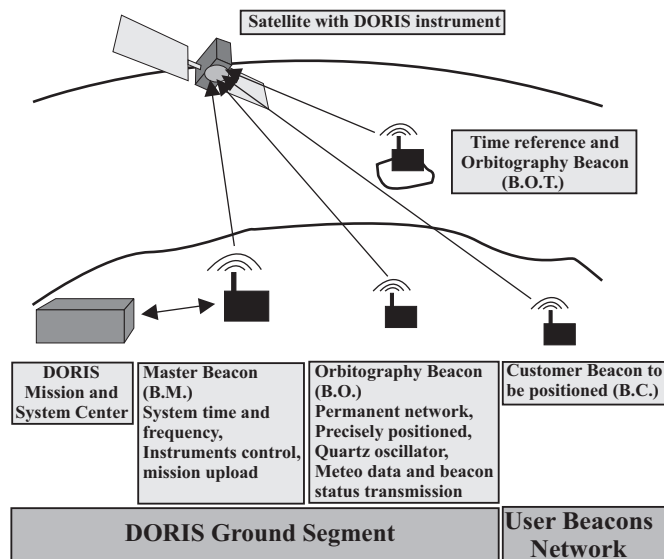 Satellite with DORIS instrument
Time reference and
Orbitography Beacon
(B.O.T.)
DORIS
Mission and
System Center
Master Beacon
(B.M.)
System time and
frequency,
Instruments control,
mission upload
Orbitography Beacon
(B.O.)
Permanent network,
Precisely positioned,
Quartz oscillator,
Meteo data and beacon
status transmission
Customer Beacon to
be positioned (B.C.)
DORIS Ground Segment
User Beacons
Network